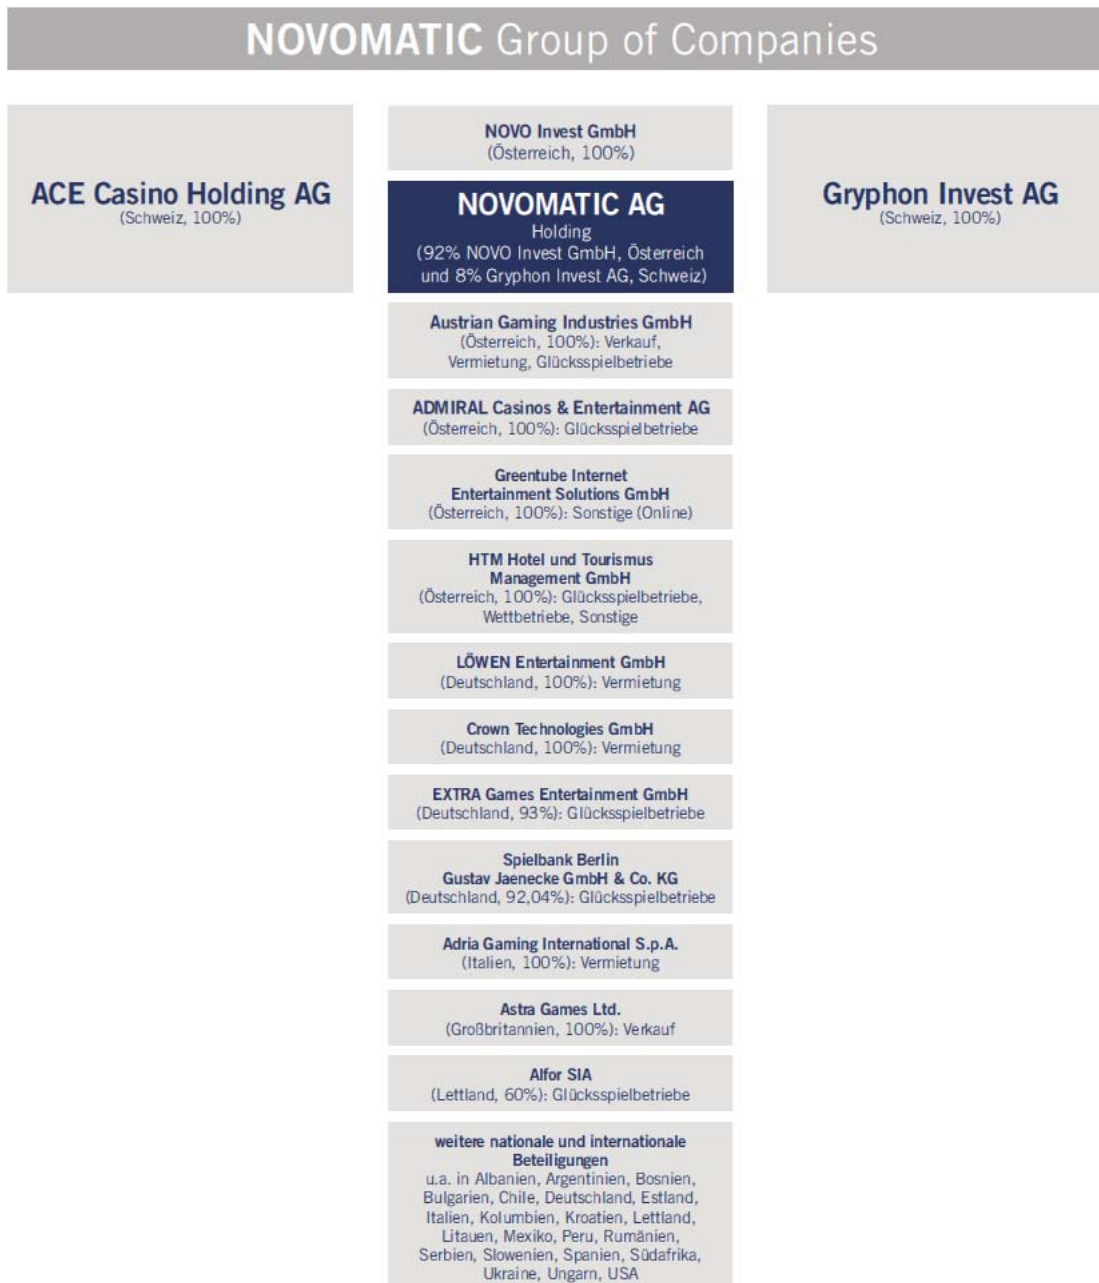 NOVOMATIC Group of Companies
ACE Casino Holding AG
(Schweiz, 100%)
NOVO Invest GmbH
(Österreich, 100%)
NOVOMATIC AG
Holding
(92% NOVO Invest GmbH, Österreich
und 8% Gryphon Invest AG, Schweiz)
Gryphon Invest AG
(Schweiz, 100%)
Austrian Gaming Industries GmbH
(Österreich, 100%): Verkauf,
Vermietung, Glücksspielbetriebe
ADMIRAL Casinos & Entertainment AG
(Österreich, 100%): Glücksspielbetriebe
Greentube Internet
Entertainment Solutions GmbH
(Österreich, 100%): Sonstige (Online)
HTM Hotel und Tourismus
Management GmbH
(Österreich, 100%): Glücksspielbetriebe,
Wettbetriebe, Sonstige
LÖWEN Entertainment GmbH
(Deutschland, 100%): Vermietung
Crown Technologies GmbH
(Deutschland, 100%): Vermietung
EXTRA Games Entertainment GmbH
(Deutschland, 93%): Glücksspielbetriebe
Spielbank Berlin
Gustav Jaenecke GmbH & Co. KG
(Deutschland, 92,04%): Glücksspielbetriebe
Adria Gaming International S.p.A.
(Italien, 100%): Vermietung
Astra Games Ltd.
(Großbritannien, 100%): Verkauf
Alfor SIA
(Lettland, 60%): Glücksspielbetriebe
weitere nationale und internationale
Beteiligungen
u.a. in Albanien, Argentinien, Bosnien,
Bulgarien, Chile, Deutschland, Estland,
Italien, Kolumbien, Kroatien, Lettland,
Litauen, Mexiko, Peru, Rumänien,
Serbien, Slowenien, Spanien, Südafrika,
Ukraine, Ungarn, USA